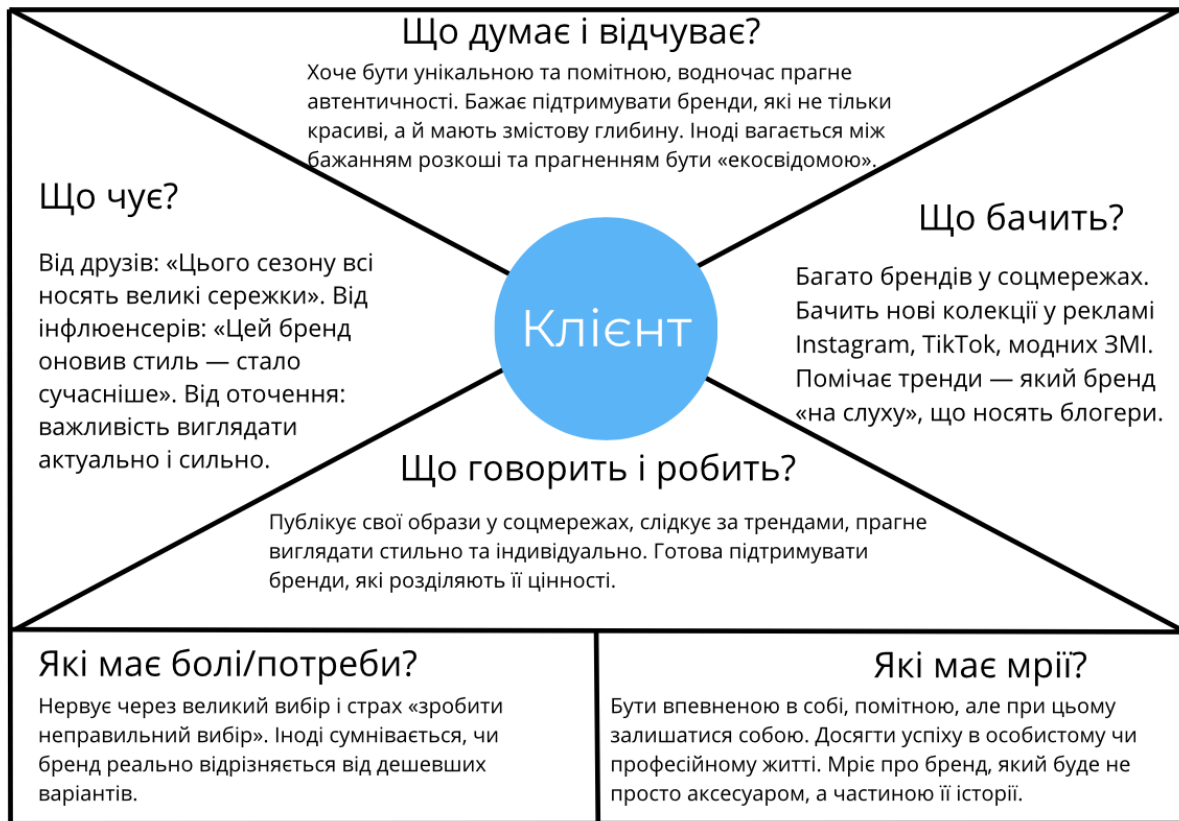 Що думає і відчуває?
Хоче бути унікальною та помітною, водночас прагне
автентичності. Бажає підтримувати бренди, які не тільки
красиві, а й мають змістову глибину. Іноді вагається між
бажанням розкоші та прагненням бути «екосвідомою».
Що чує?
Від друзів: «Цього сезону всі
носять великі сережки». Від
інфлюенсерів: «Цей бренд
оновив стиль — стало
сучасніше». Від оточення:
важливість виглядати
актуально і сильно.
Клієнт
Що бачить?
Багато брендів у соцмережах.
Бачить нові колекції у рекламі
Instagram, TikTok, модних ЗМІ.
Помічає тренди — який бренд
«на слуху», що носять блогери.
Що говорить і робить?
Публікує свої образи у соцмережах, слідкує за трендами, прагне
виглядати стильно та індивідуально. Готова підтримувати
бренди, які розділяють її цінності.
Які має болі/потреби?
Нервує через великий вибір і страх «зробити
неправильний вибір». Іноді сумнівається, чи
бренд реально відрізняється від дешевших
варіантів.
Які має мрії?
Бути впевненою в собі, помітною, але при цьому
залишатися собою. Досягти успіху в особистому чи
професійному житті. Мріє про бренд, який буде не
просто аксесуаром, а частиною її історії.